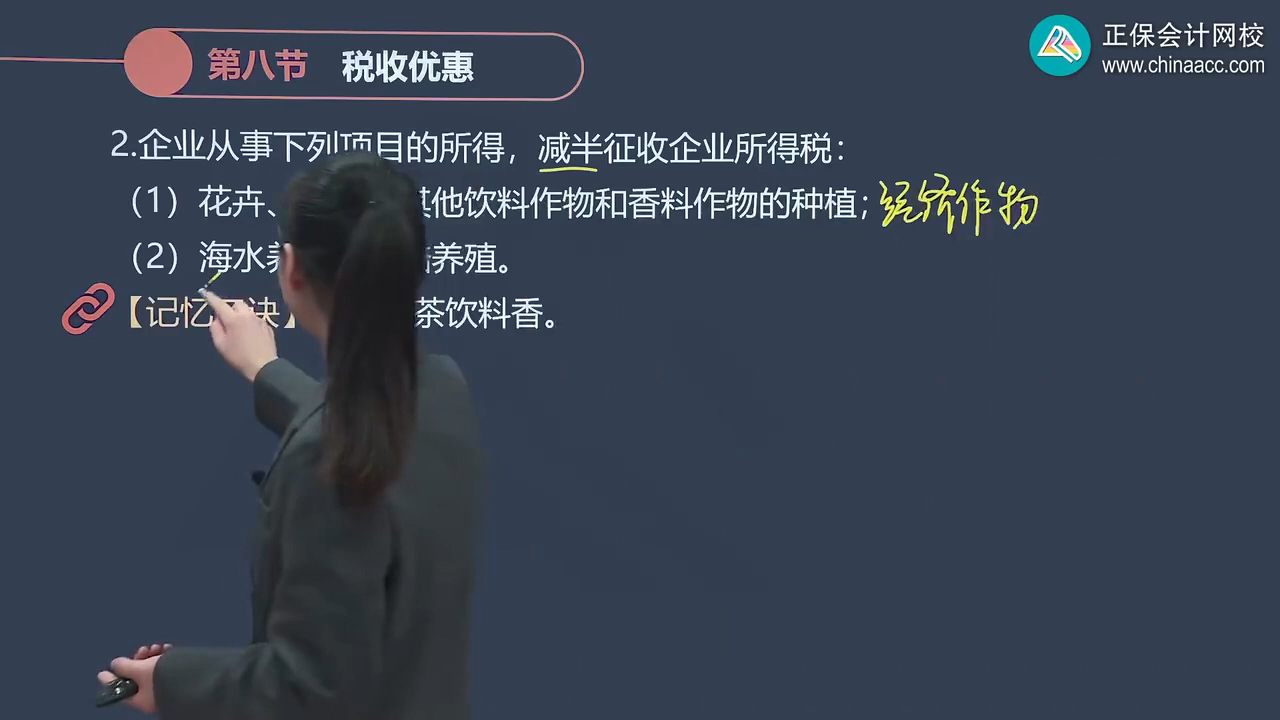 正保会计网校
www.chinaacc.com
第八节 税收优惠
2.企业从事下列项目的所得，减半征收企业所得税：
（1）花卉、其他饮料作物和香料作物的种植；经济作物
（2）海水养养殖。
【记忆口诀】茶饮料香。